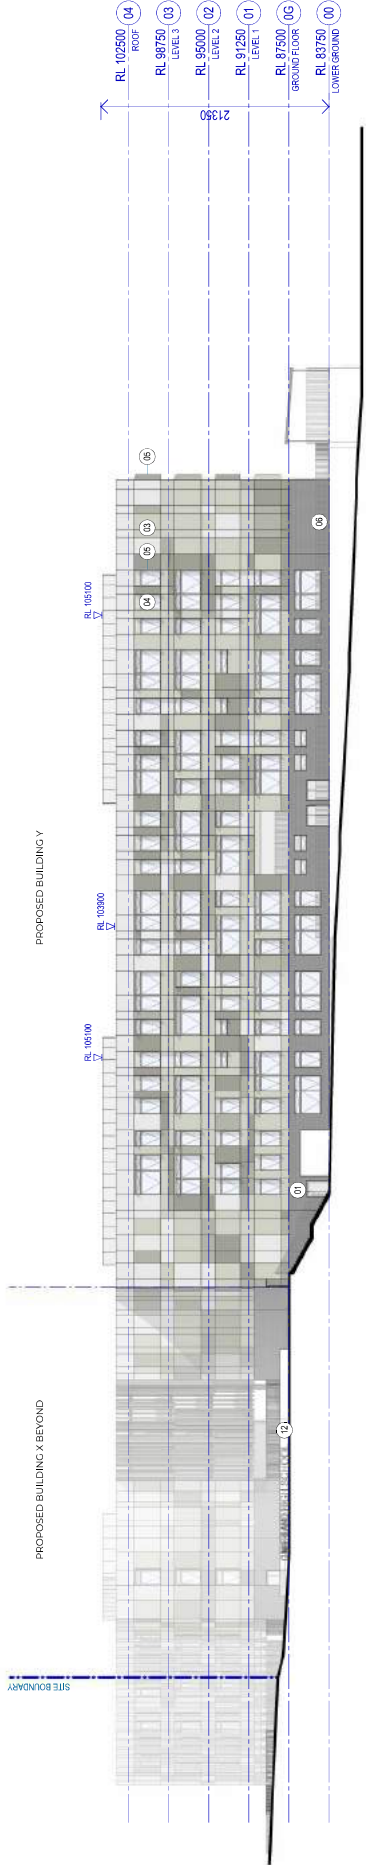 RL 102500
04
ROOF
RL 98750
03
LEVEL 3
RL 95000
02
LEVEL 2
RL 91250
01
LEVEL 1
RL 87500
0G
GROUND FLOOR
RL 83750
00
LOWER GROUND
21350
05
03
05
04
06
RL 105100
PROPOSED BUILDING Y
RL 103900
RL 105100
01
PROPOSED BUILDING X BEYOND
12
SITE BOUNDARY